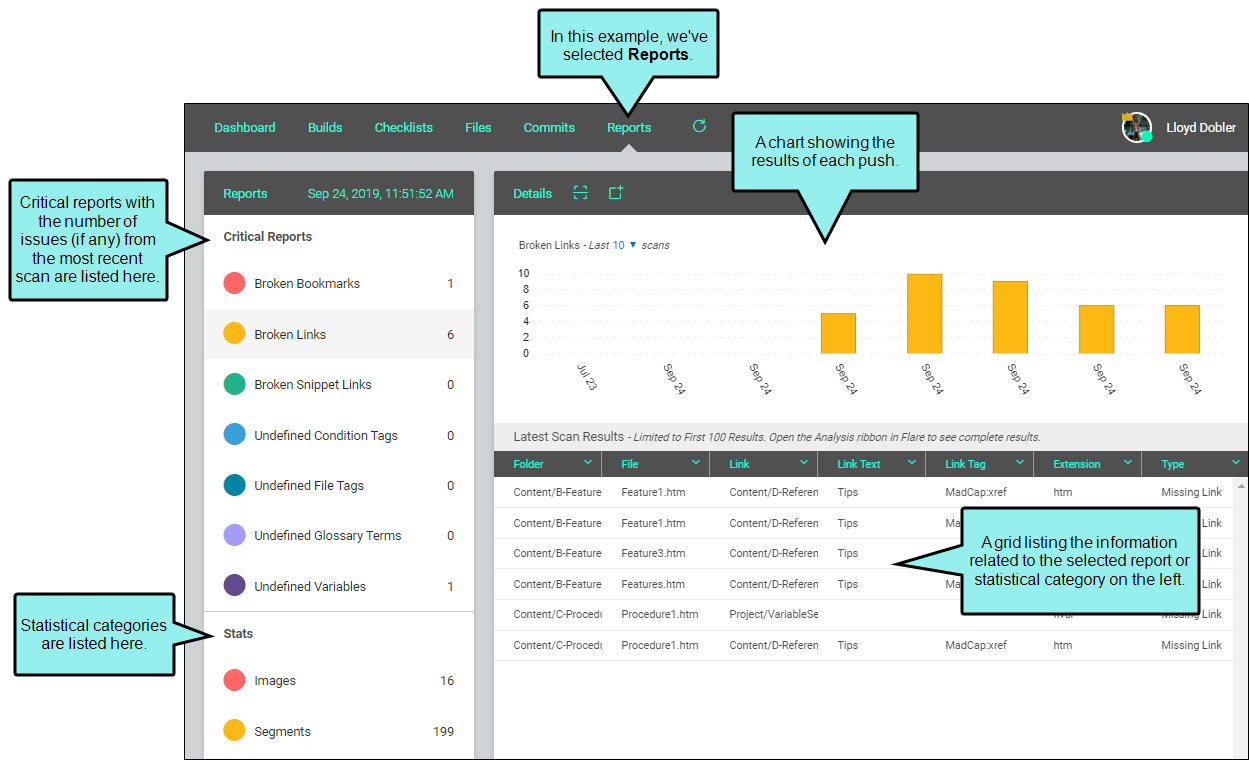 In this example, we've
selected Reports.
Dashboard Builds Checklists Files Commits Reports Lloyd Dobler
A chart showing the
results of each push.
Critical reports with
the number of
issues (if any) from
the most recent
scan are listed here.
Reports Sep 24, 2019, 11:51:52 AM
Critical Reports
Broken Bookmarks 1
Broken Links 6
Broken Snippet Links 0
Undefined Condition Tags 0
Undefined File Tags 0
Undefined Glossary Terms 0
Undefined Variables 1
Statistical categories
are listed here.
Stats
Images 16
Segments 199
Details
Broken Links - Last 10 ▼ scans
10
8
6
4
2
0
Jul 23 Sep 24 Sep 24 Sep 24 Sep 24 Sep 24 Sep 24 Sep 24
Latest Scan Results - Limited to First 100 Results. Open the Analysis ribbon in Flare to see complete results.
Folder File Link Link Text Link Tag Extension Type
Content/B-Feature Feature1.htm Content/D-Referen Tips MadCap:xref htm Missing Link
Content/B-Feature Feature1.htm Content/D-Referen Tips Link
Content/B-Feature Feature3.htm Content/D-Referen Tips Link
Content/B-Feature Features.htm Content/D-Referen Tips Link
Content/C-Procedu Procedure1.htm Project/VariableSe Link
Content/C-Procedu Procedure1.htm Content/D-Referen Tips MadCap:xref htm Missing Link
A grid listing the information
related to the selected report or
statistical category on the left.